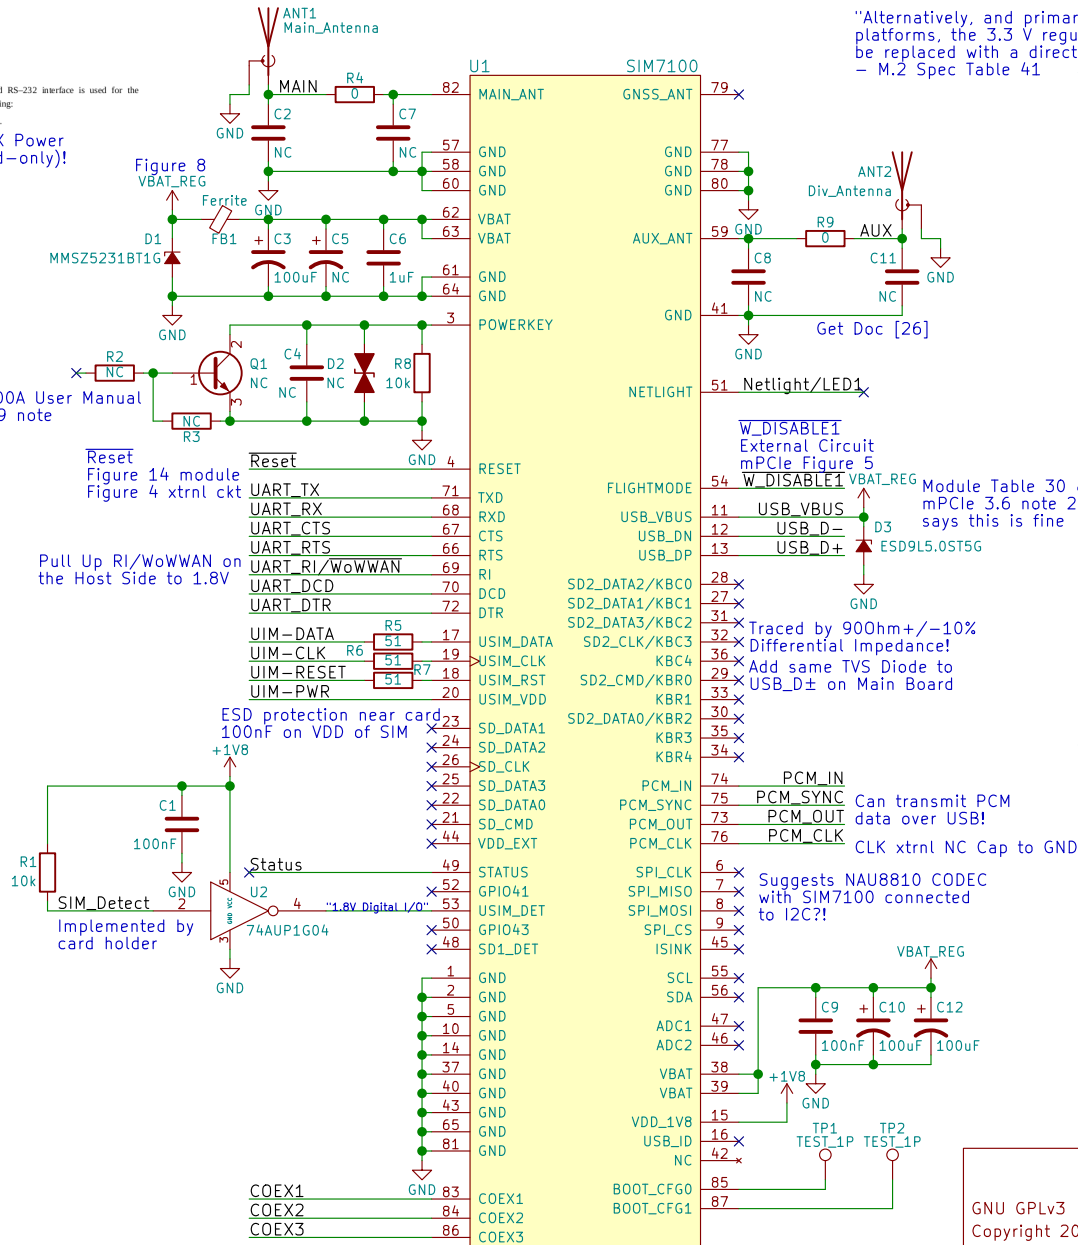 ANT1
Main_Antenna
"Alternatively, and primar
platforms, the 3.3 V regu
be replaced with a direct
– M.2 Spec Table 41
U1
SIM7100
d RS-232 interface is used for the
ing:
X Power
d-only)!
MAIN
R4
0
82
MAIN_ANT
GNSS_ANT
79
GND
C2
NC
C7
NC
57
GND
58
GND
60
GND
GND
77
GND
78
GND
80
GND
GND
Figure 8
VBAT_REG
Ferrite
FB1
62
VBAT
63
VBAT
D1
MMSZ5231BT1G
C3
100uF
C5
NC
C6
1uF
61
GND
64
GND
GND
ANT2
Div_Antenna
AUX_ANT
59
R9
0
AUX
C8
NC
C11
NC
GND
GND
41
GND
Get Doc [26]
3
POWERKEY
R2
NC
Q1
NC
1
2
3
C4
NC
D2
NC
R8
10k
NC
R3
GND
00A User Manual
9 note
NETLIGHT
51
Netlight/LED1
Reset
Figure 14 module
Figure 4 xtrnl ckt
W_DISABLE1
External Circuit
mPCIe Figure 5
Reset
4
RESET
UART_TX
71
TXD
UART_RX
68
RXD
UART_CTS
67
CTS
UART_RTS
66
RTS
UART_RI/WoWWAN
69
RI
UART_DCD
70
DCD
UART_DTR
72
DTR
Pull Up RI/WoWWAN on
the Host Side to 1.8V
FLIGHTMODE
54
W_DISABLE1
VBAT_REG
USB_VBUS
11
USB_VBUS
USB_DN
12
USB_D-
USB_DP
13
USB_D+
D3
ESD9L5.0ST5G
GND
Module Table 30
mPCIe 3.6 note 2
says this is fine
UIM-DATA
R5
51
17
USIM_DATA
UIM-CLK
R6
51
19
USIM_CLK
UIM-RESET
51
R7
18
USIM_RST
UIM-PWR
20
USIM_VDD
ESD protection near card
100nF on VDD of SIM
SD2_DATA2/KBC0
28
SD2_DATA1/KBC1
27
SD2_DATA3/KBC2
31
SD2_CLK/KBC3
32
KBC4
36
SD2_CMD/KBR0
29
KBR1
33
SD2_DATA0/KBR2
30
KBR3
35
KBR4
34
Traced by 90Ohm+/-10%
Differential Impedance!
Add same TVS Diode to
USB_D± on Main Board
23
SD_DATA1
24
SD_DATA2
26
SD_CLK
25
SD_DATA3
22
SD_DATA0
21
SD_CMD
44
VDD_EXT
PCM_IN
74
PCM_IN
PCM_SYNC
75
PCM_SYNC
PCM_OUT
73
PCM_OUT
PCM_CLK
76
PCM_CLK
Can transmit PCM
data over USB!
CLK xtrnl NC Cap to GND
+1V8
C1
100nF
GND
R1
10k
SIM_Detect
Implemented by
card holder
Status
49
STATUS
52
GPIO41
"1.8V Digital I/O"
53
USIM_DET
50
GPIO43
48
SD1_DET
U2
74AUP1G04
2
4
5
3
GND VCC
GND
SPI_CLK
6
SPI_MISO
7
SPI_MOSI
8
SPI_CS
9
ISINK
45
Suggests NAU8810 CODEC
with SIM7100 connected
to I2C?!
1
GND
2
GND
5
GND
10
GND
14
GND
37
GND
40
GND
43
GND
65
GND
81
GND
GND
SCL
55
SDA
56
ADC1
47
ADC2
46
VBAT
38
VBAT
39
VBAT_REG
C9
100nF
C10
100uF
C12
100uF
GND
+1V8
VDD_1V8
15
USB_ID
16
NC
42
TP1
TEST_1P
TP2
TEST_1P
BOOT_CFG0
85
BOOT_CFG1
87
COEX1
83
COEX1
COEX2
84
COEX2
COEX3
86
COEX3
GNU GPLv3
Copyright 20